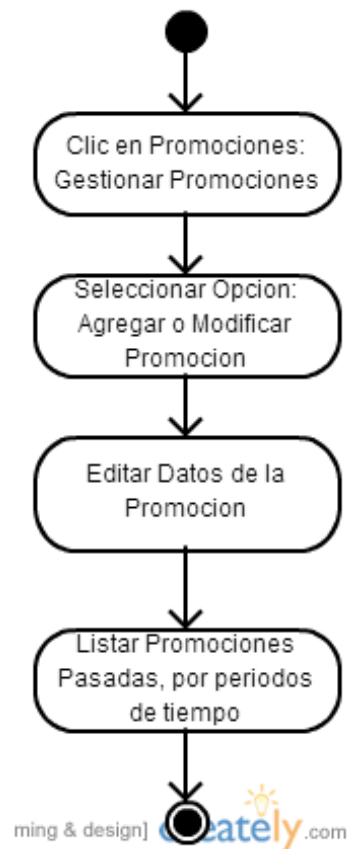 Clic en Promociones:
Gestionar Promociones
Seleccionar Opcion:
Agregar o Modificar
Promocion
Editar Datos de la
Promocion
Listar Promociones
Pasadas, por periodos
de tiempo
ming & design] eately.com